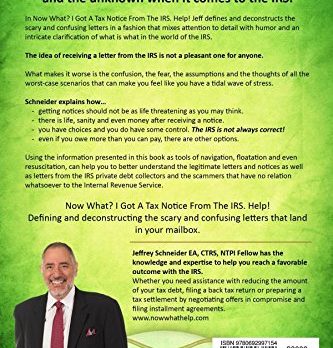 and the unknown when it comes to the IRS.
In Now What? I Got A Tax Notice From The IRS. Help! Jeff defines and deconstructs the
scary and confusing letters in a fashion that mixes attention to detail with humor and an
intricate clarification of what is what in the world of the IRS.
The idea of receiving a letter from the IRS is not a pleasant one for anyone.
What makes it worse is the confusion, the fear, the assumptions and the thoughts of all the
worst-case scenarios that can make you feel like you have a tidal wave of stress.
Schneider explains how…
- getting notices should not be as life threatening as you may think.
- there is life, sanity and even money after receiving a notice.
- you have choices and you do have some control. The IRS is not always correct!
- even if you owe more than you can pay, there are other options.
Using the information presented in this book as tools of navigation, floatation and even
resuscitation, can help you to better understand the legitimate letters and notices as well
as letters from the IRS private debt collectors and the scammers that have no relation
whatsoever to the Internal Revenue Service.
Now What? I Got A Tax Notice From The IRS. Help!
Defining and deconstructing the scary and confusing letters that land
in your mailbox.
Jeffrey Schneider EA, CTRS, NTPI Fellow has the
knowledge and expertise to help you reach a favorable
outcome with the IRS.
Whether you need assistance with reducing the amount
of your tax debt, filing a back tax return or preparing a
tax settlement by negotiating offers in compromise and
filing installment agreements.
www.nowwhathelp.com
ISBN 9780692997154